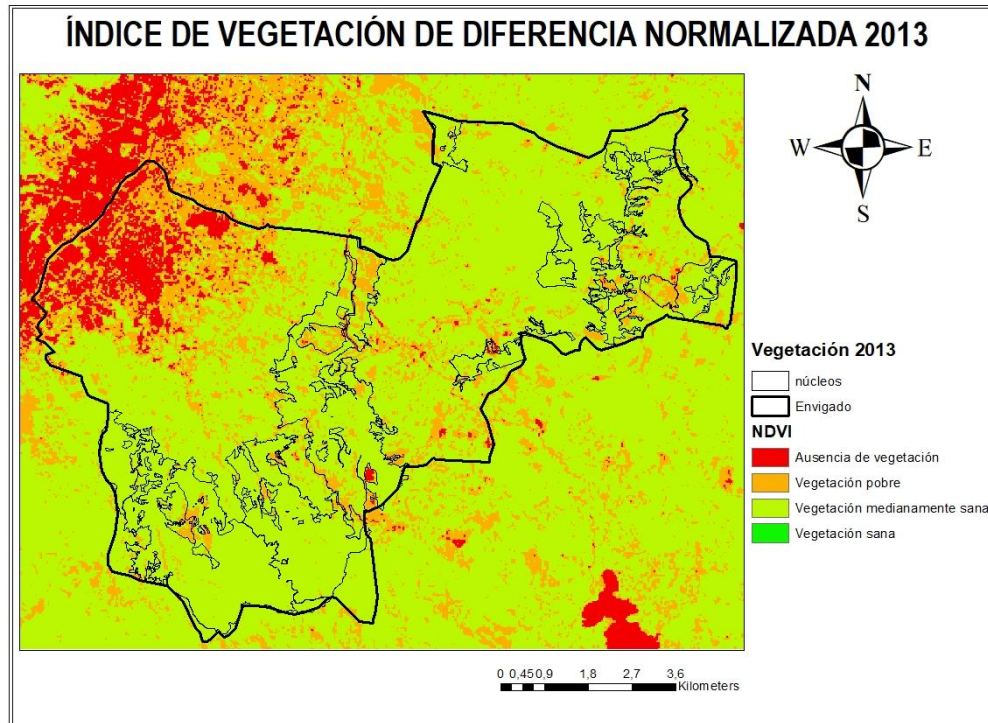 ÍNDICE DE VEGETACIÓN DE DIFERENCIA NORMALIZADA 2013
N
W E
S
Vegetación 2013
núcleos
Envigado
NDVI
Ausencia de vegetación
Vegetación pobre
Vegetación medianamente sana
Vegetación sana
0 0,45 0,9 1,8 2,7 3,6
Kilometers